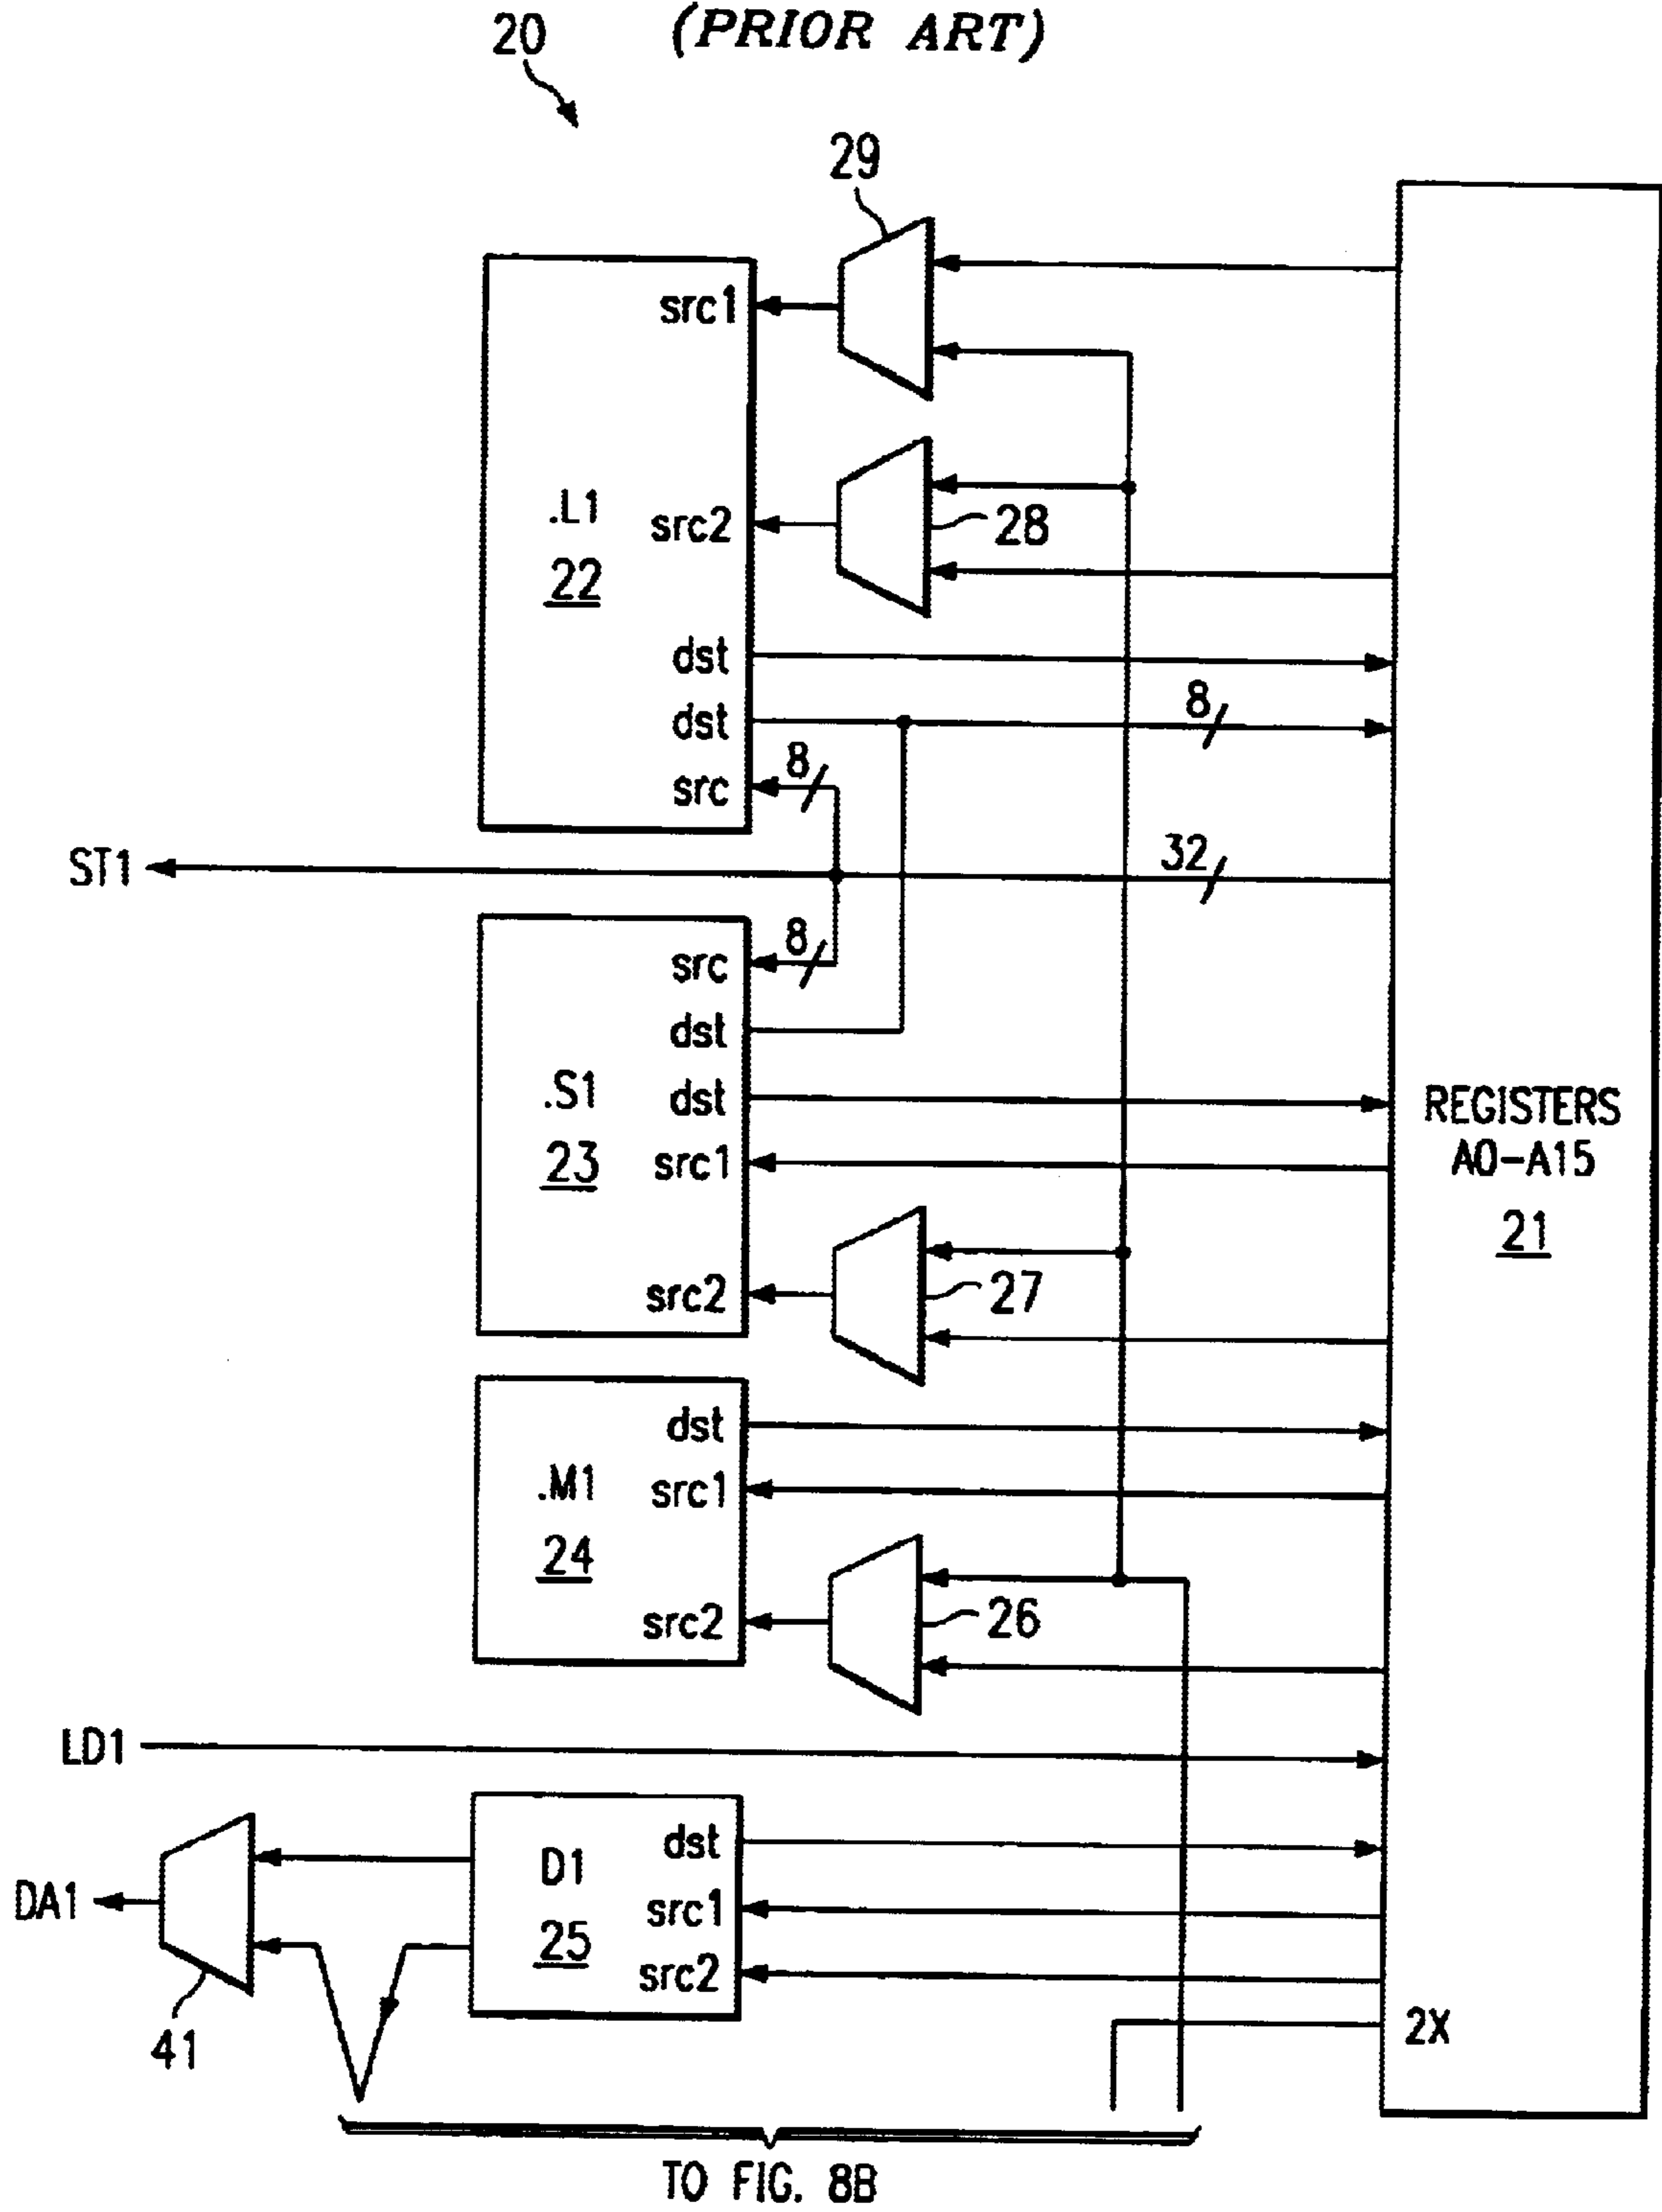 (PRIOR ART)
20
29
src1
.L1
22
src2
28
dst
dst
8
src
8
ST1
32
src
8
dst
.S1
23
dst
src1
REGISTERS
A0-A15
21
src2
27
dst
.M1
24
src1
src2
26
LD1
D1
25
dst
src1
src2
DA1
41
2X
TO FIG. 8B